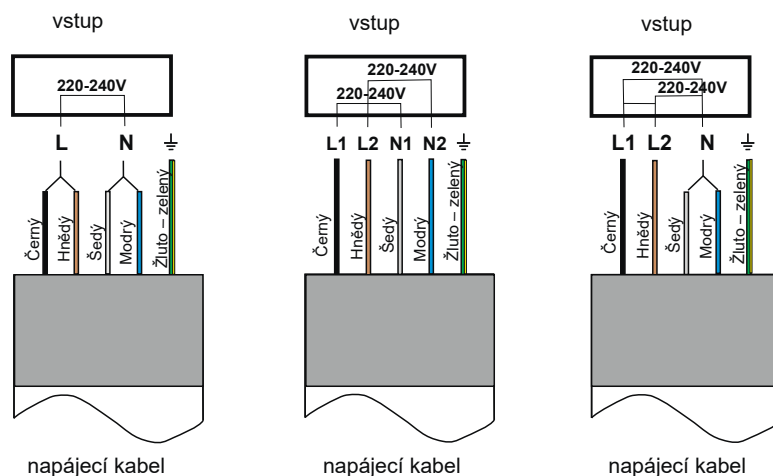 vstup
220-240V
L N
Černý
Hnědý
Šedý
Modrý
Žluto – zelený
napájecí kabel
vstup
220-240V
220-240V
L1 L2 N1 N2
Černý
Hnědý
Šedý
Modrý
Žluto – zelený
napájecí kabel
vstup
220-240V
220-240V
L1 L2 N
Černý
Hnědý
Šedý
Modrý
Žluto – zelený
napájecí kabel